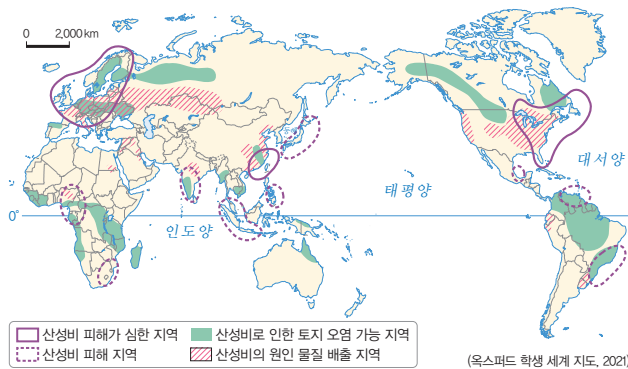 0 2,000 km
대서양
태평양
0°
인도양
산성비 피해가 심한 지역
산성비로 인한 토지 오염 가능 지역
산성비 피해 지역
산성비의 원인 물질 배출 지역
(옥스퍼드 학생 세계 지도, 2021)